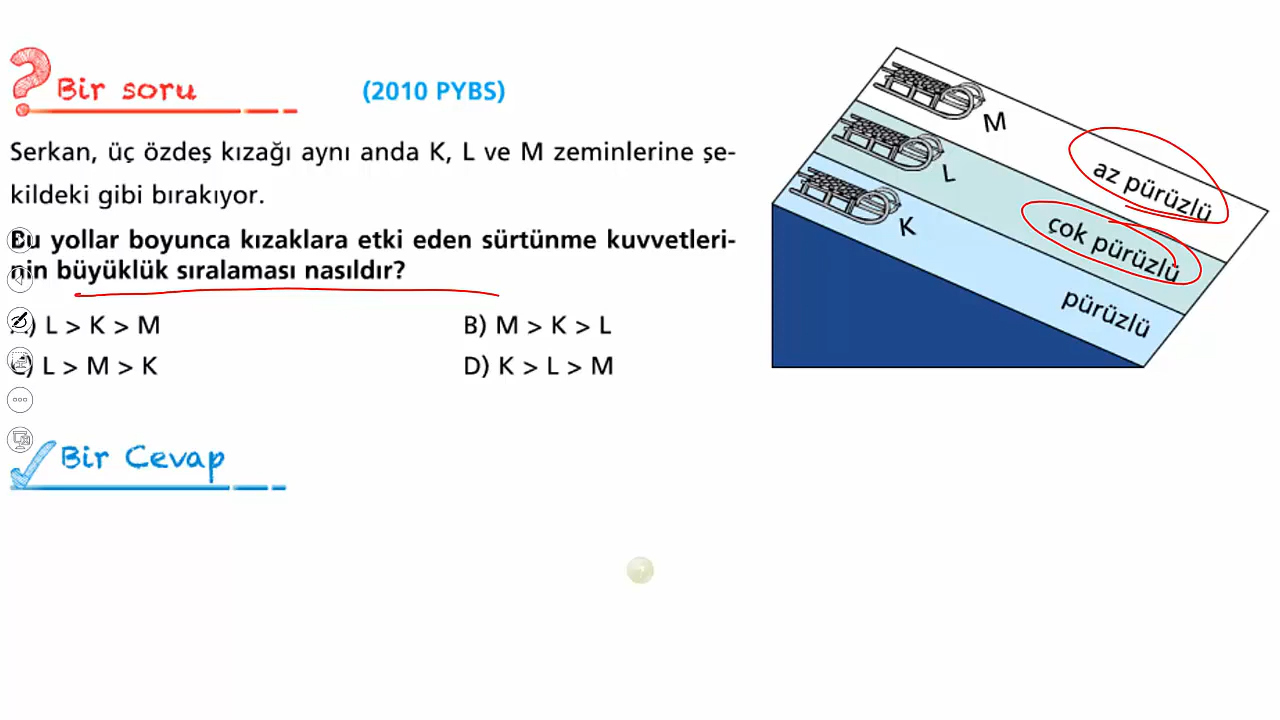 Bir soru
(2010 PYBS)
Serkan, üç özdeş kızağı aynı anda K, L ve M zeminlerine şe-
kildeki gibi bırakıyor.
Bu yollar boyunca kızaklara etki eden sürtünme kuvvetleri-
nin büyüklük sıralaması nasıldır?
A) L > K > M
B) M > K > L
C) L > M > K
D) K > L > M
M
az pürüzlü
L
çok pürüzlü
K
pürüzlü
Bir Cevap